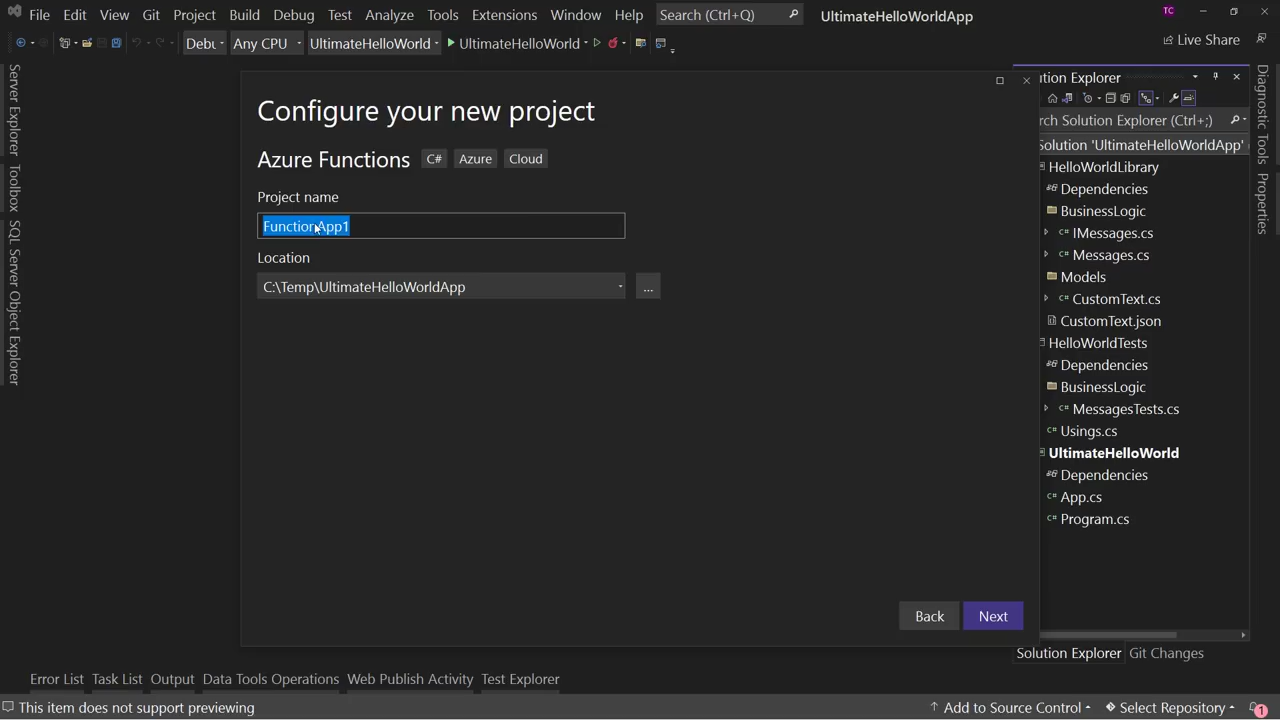 File Edit View Git Project Build Debug Test Analyze Tools Extensions Window Help Search (Ctrl+Q) UltimateHelloWorldApp TC
Debu Any CPU UltimateHelloWorld UltimateHelloWorld Live Share
Server Explorer
Toolbox
SQL Server Object Explorer
Configure your new project
Azure Functions C# Azure Cloud
Project name
FunctionApp1
Location
C:\Temp\UltimateHelloWorldApp ...
Back Next
ution Explorer
rch Solution Explorer (Ctrl+;)
Solution 'UltimateHelloWorldApp'
HelloWorldLibrary
Dependencies
BusinessLogic
C# IMessages.cs
C# Messages.cs
Models
C# CustomText.cs
CustomText.json
HelloWorldTests
Dependencies
BusinessLogic
C# MessagesTests.cs
C# Usings.cs
UltimateHelloWorld
Dependencies
C# App.cs
C# Program.cs
Solution Explorer Git Changes
Diagnostic Tools
Properties
Error List Task List Output Data Tools Operations Web Publish Activity Test Explorer
This item does not support previewing Add to Source Control Select Repository 1